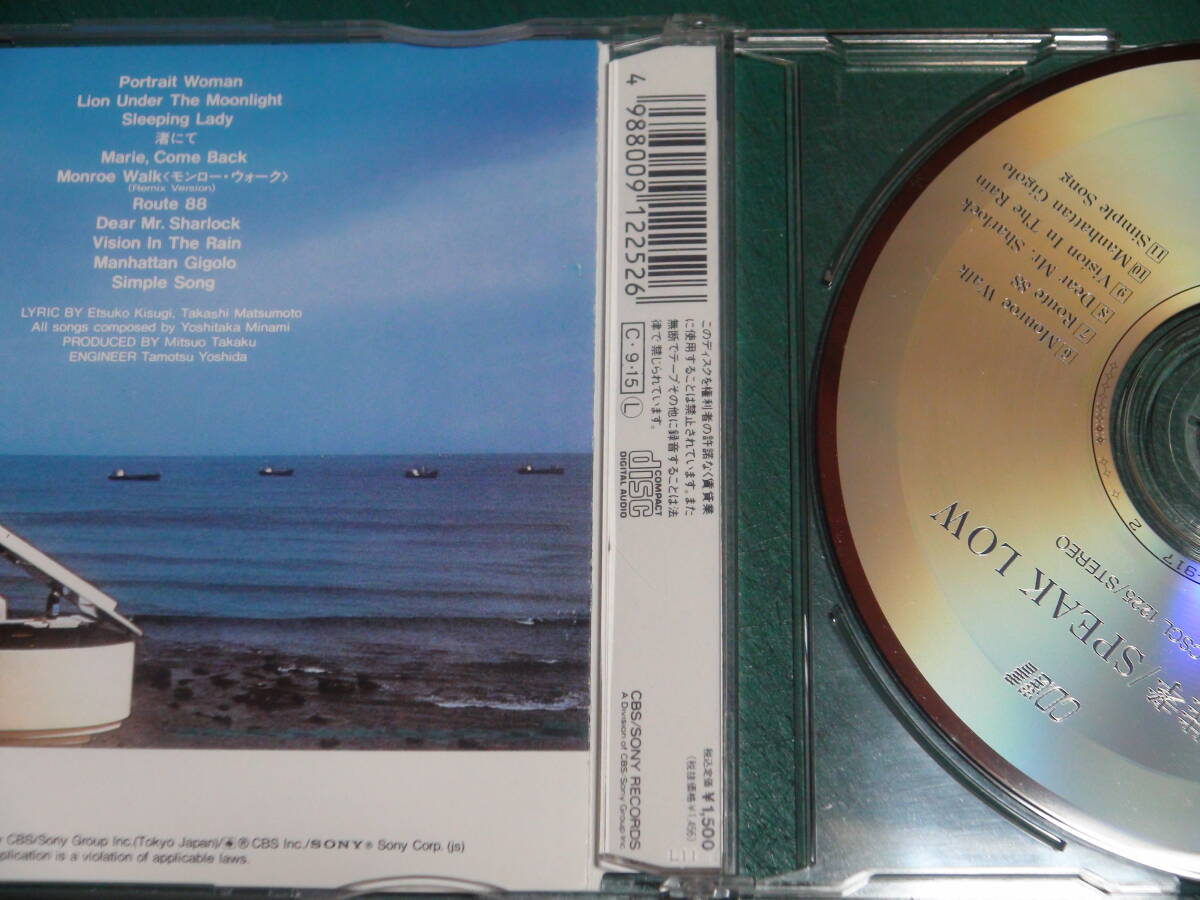 Portrait Woman
Lion Under The Moonlight
Sleeping Lady
渚にて
Marie, Come Back
Monroe Walk〈モンロー・ウォーク〉
(Remix Version)
Route 88
Dear Mr. Sharlock
Vision In The Rain
Manhattan Gigolo
Simple Song
LYRIC BY Etsuko Kisugi, Takashi Matsumoto
All songs composed by Yoshitaka Minami
PRODUCED BY Mitsuo Takaku
ENGINEER Tamotsu Yoshida
CBS/Sony Group Inc.(Tokyo Japan)/ ® CBS Inc./SONY® Sony Corp. (js)
is a violation of applicable laws.
4 988009 122526
このディスクを権利者の許諾なく賃貸業
に使用することは禁止されています。また
無断でテープその他に録音することは法
律で禁じられています。
C・9・15 L
COMPACT
disc
DIGITAL AUDIO
CBS/SONY RECORDS
A Division of CBS/Sony Group Inc.
税込定価 ¥1,500
(税抜価格¥1,456)
6 Monroe Walk
7 Route 88
8 Dear Mr. Sharlock
9 Vision In The Rain
10 Manhattan Gigolo
11 Simple Song
/SPEAK LOW
CSCL 1225/STEREO
CD選書
2